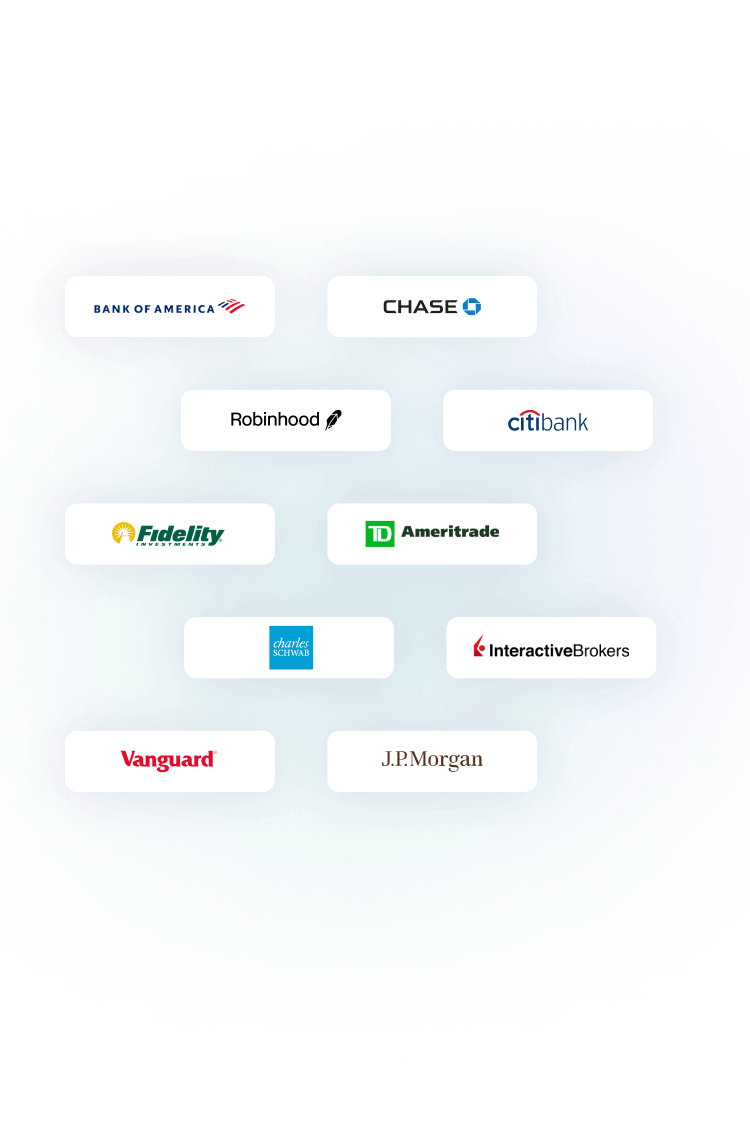 BANK OF AMERICA
CHASE
Robinhood
citibank
Fidelity
INVESTMENTS
TD Ameritrade
charles
SCHWAB
InteractiveBrokers
Vanguard
J.P.Morgan